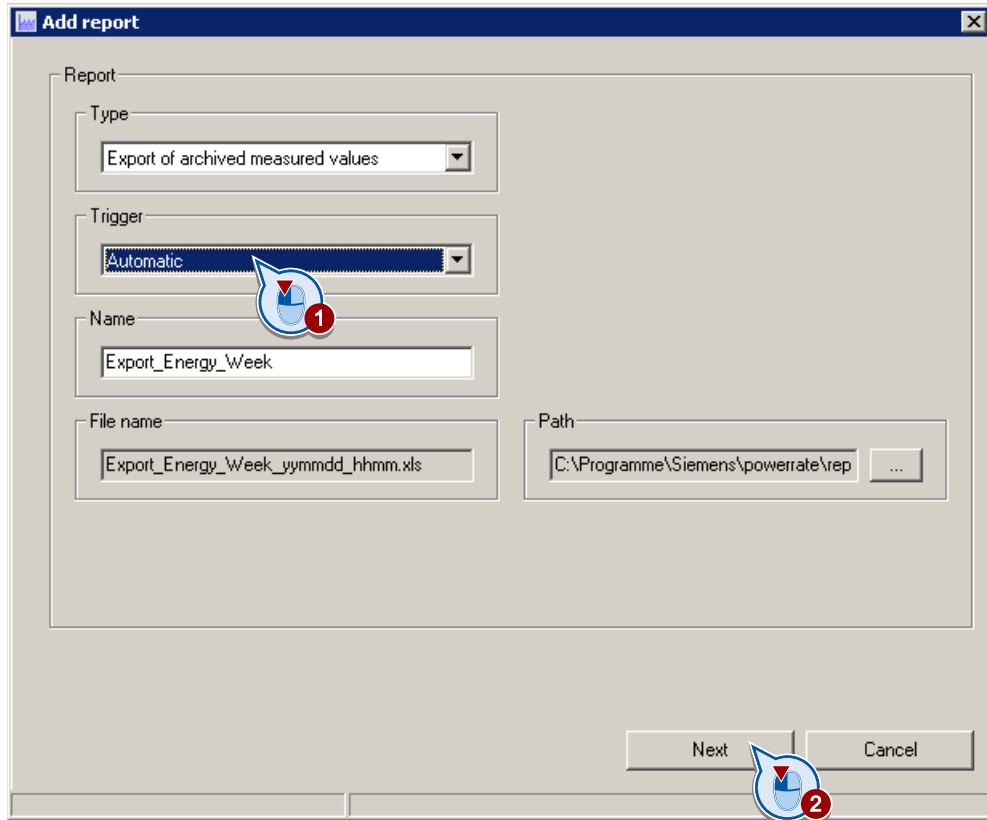 Add report
Report
Type
Export of archived measured values
Trigger
Automatic
1
Name
Export_Energy_Week
File name
Path
Export_Energy_Week_yymmdd_hhmm.xls
C:\Programme\Siemens\powerrate\rep
...
Next
Cancel
2